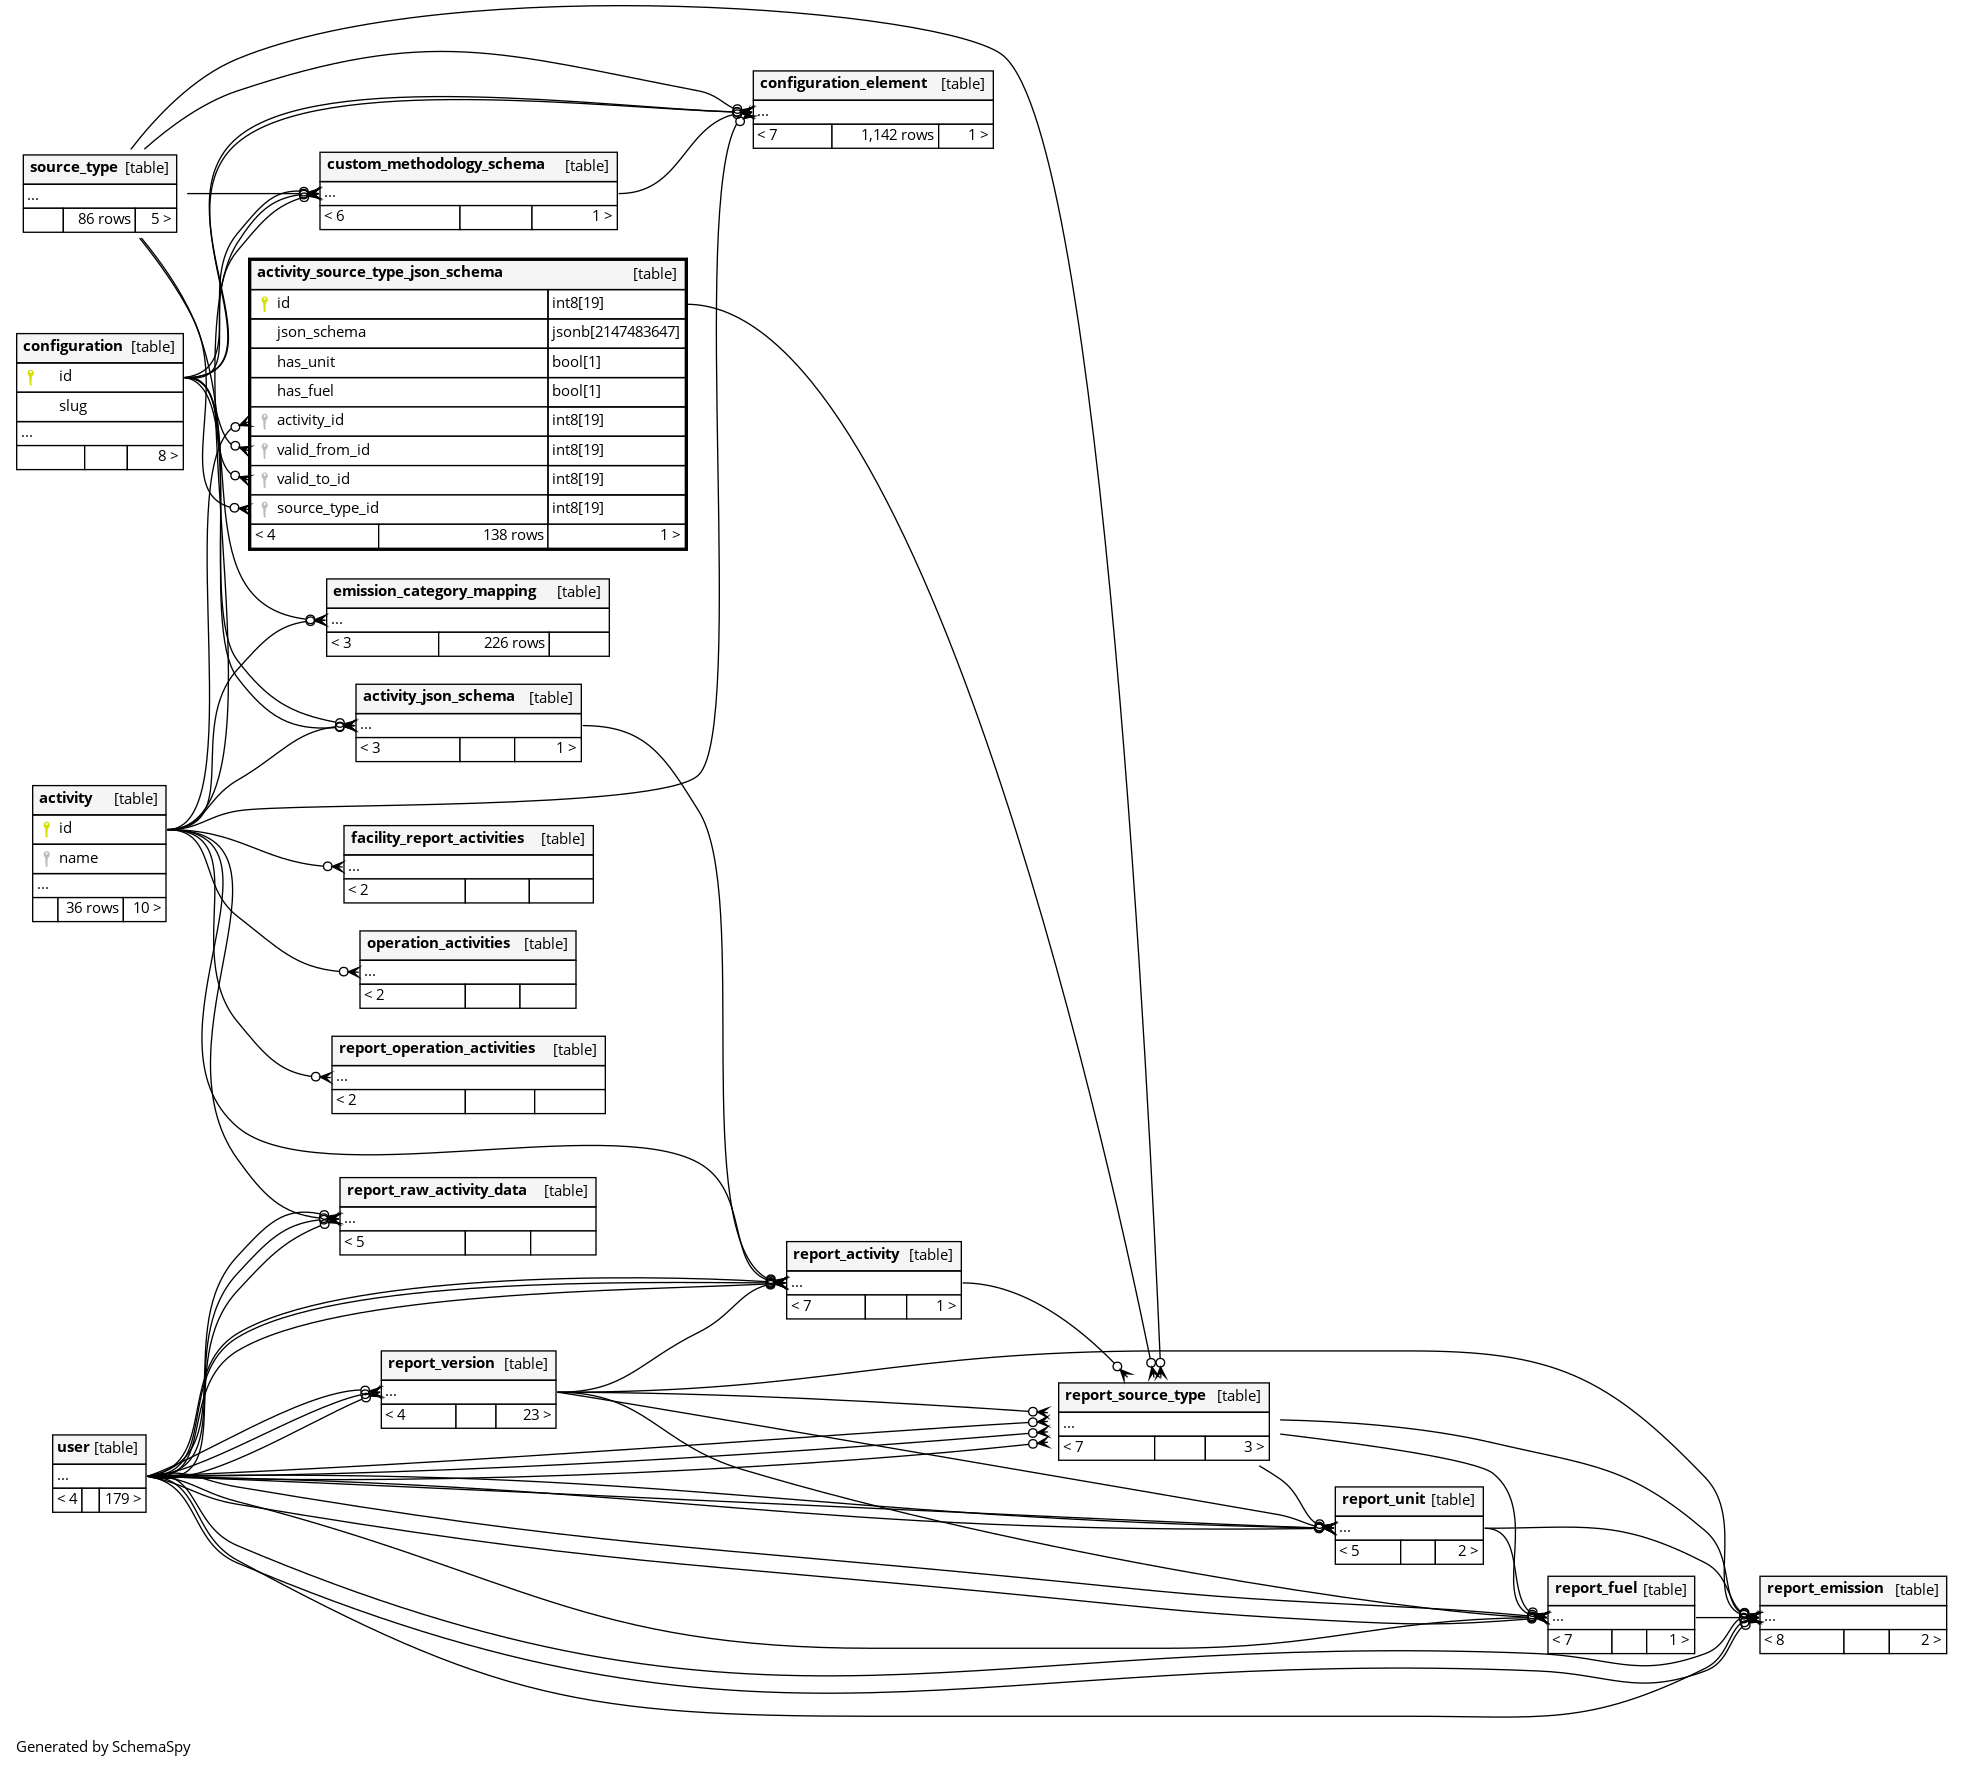 configuration_element [table]
...
< 7 1,142 rows 1 >
source_type [table]
...
86 rows 5 >
custom_methodology_schema [table]
...
< 6 1 >
activity_source_type_json_schema [table]
id int8[19]
json_schema jsonb[2147483647]
has_unit bool[1]
has_fuel bool[1]
activity_id int8[19]
valid_from_id int8[19]
valid_to_id int8[19]
source_type_id int8[19]
< 4 138 rows 1 >
configuration [table]
id
slug
...
8 >
emission_category_mapping [table]
...
< 3 226 rows
activity_json_schema [table]
...
< 3 1 >
activity [table]
id
name
...
36 rows 10 >
facility_report_activities [table]
...
< 2
operation_activities [table]
...
< 2
report_operation_activities [table]
...
< 2
report_raw_activity_data [table]
...
< 5
report_activity [table]
...
< 7 1 >
report_version [table]
...
< 4 23 >
report_source_type [table]
...
< 7 3 >
user [table]
...
< 4 179 >
report_unit [table]
...
< 5 2 >
report_fuel [table]
...
< 7 1 >
report_emission [table]
...
< 8 2 >
Generated by SchemaSpy